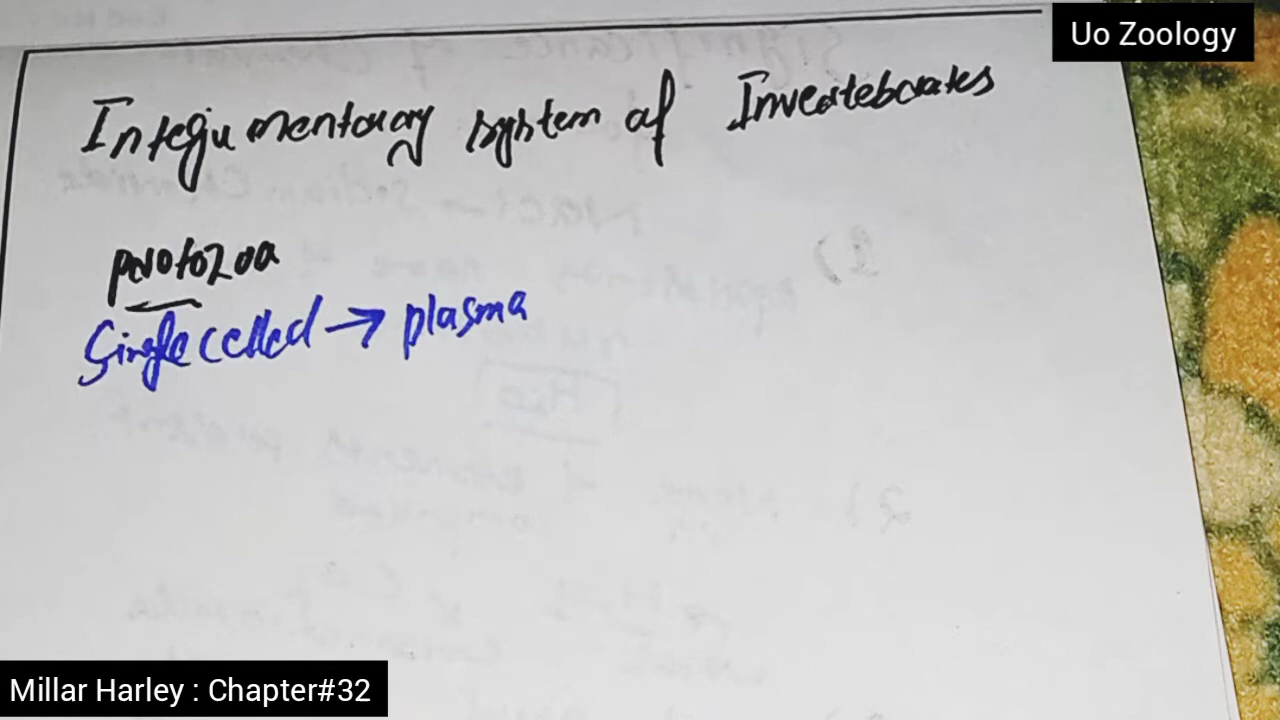 Uo Zoology
Integumentary system of Invertebrates
protozoa
Single celled → plasma
Millar Harley : Chapter#32